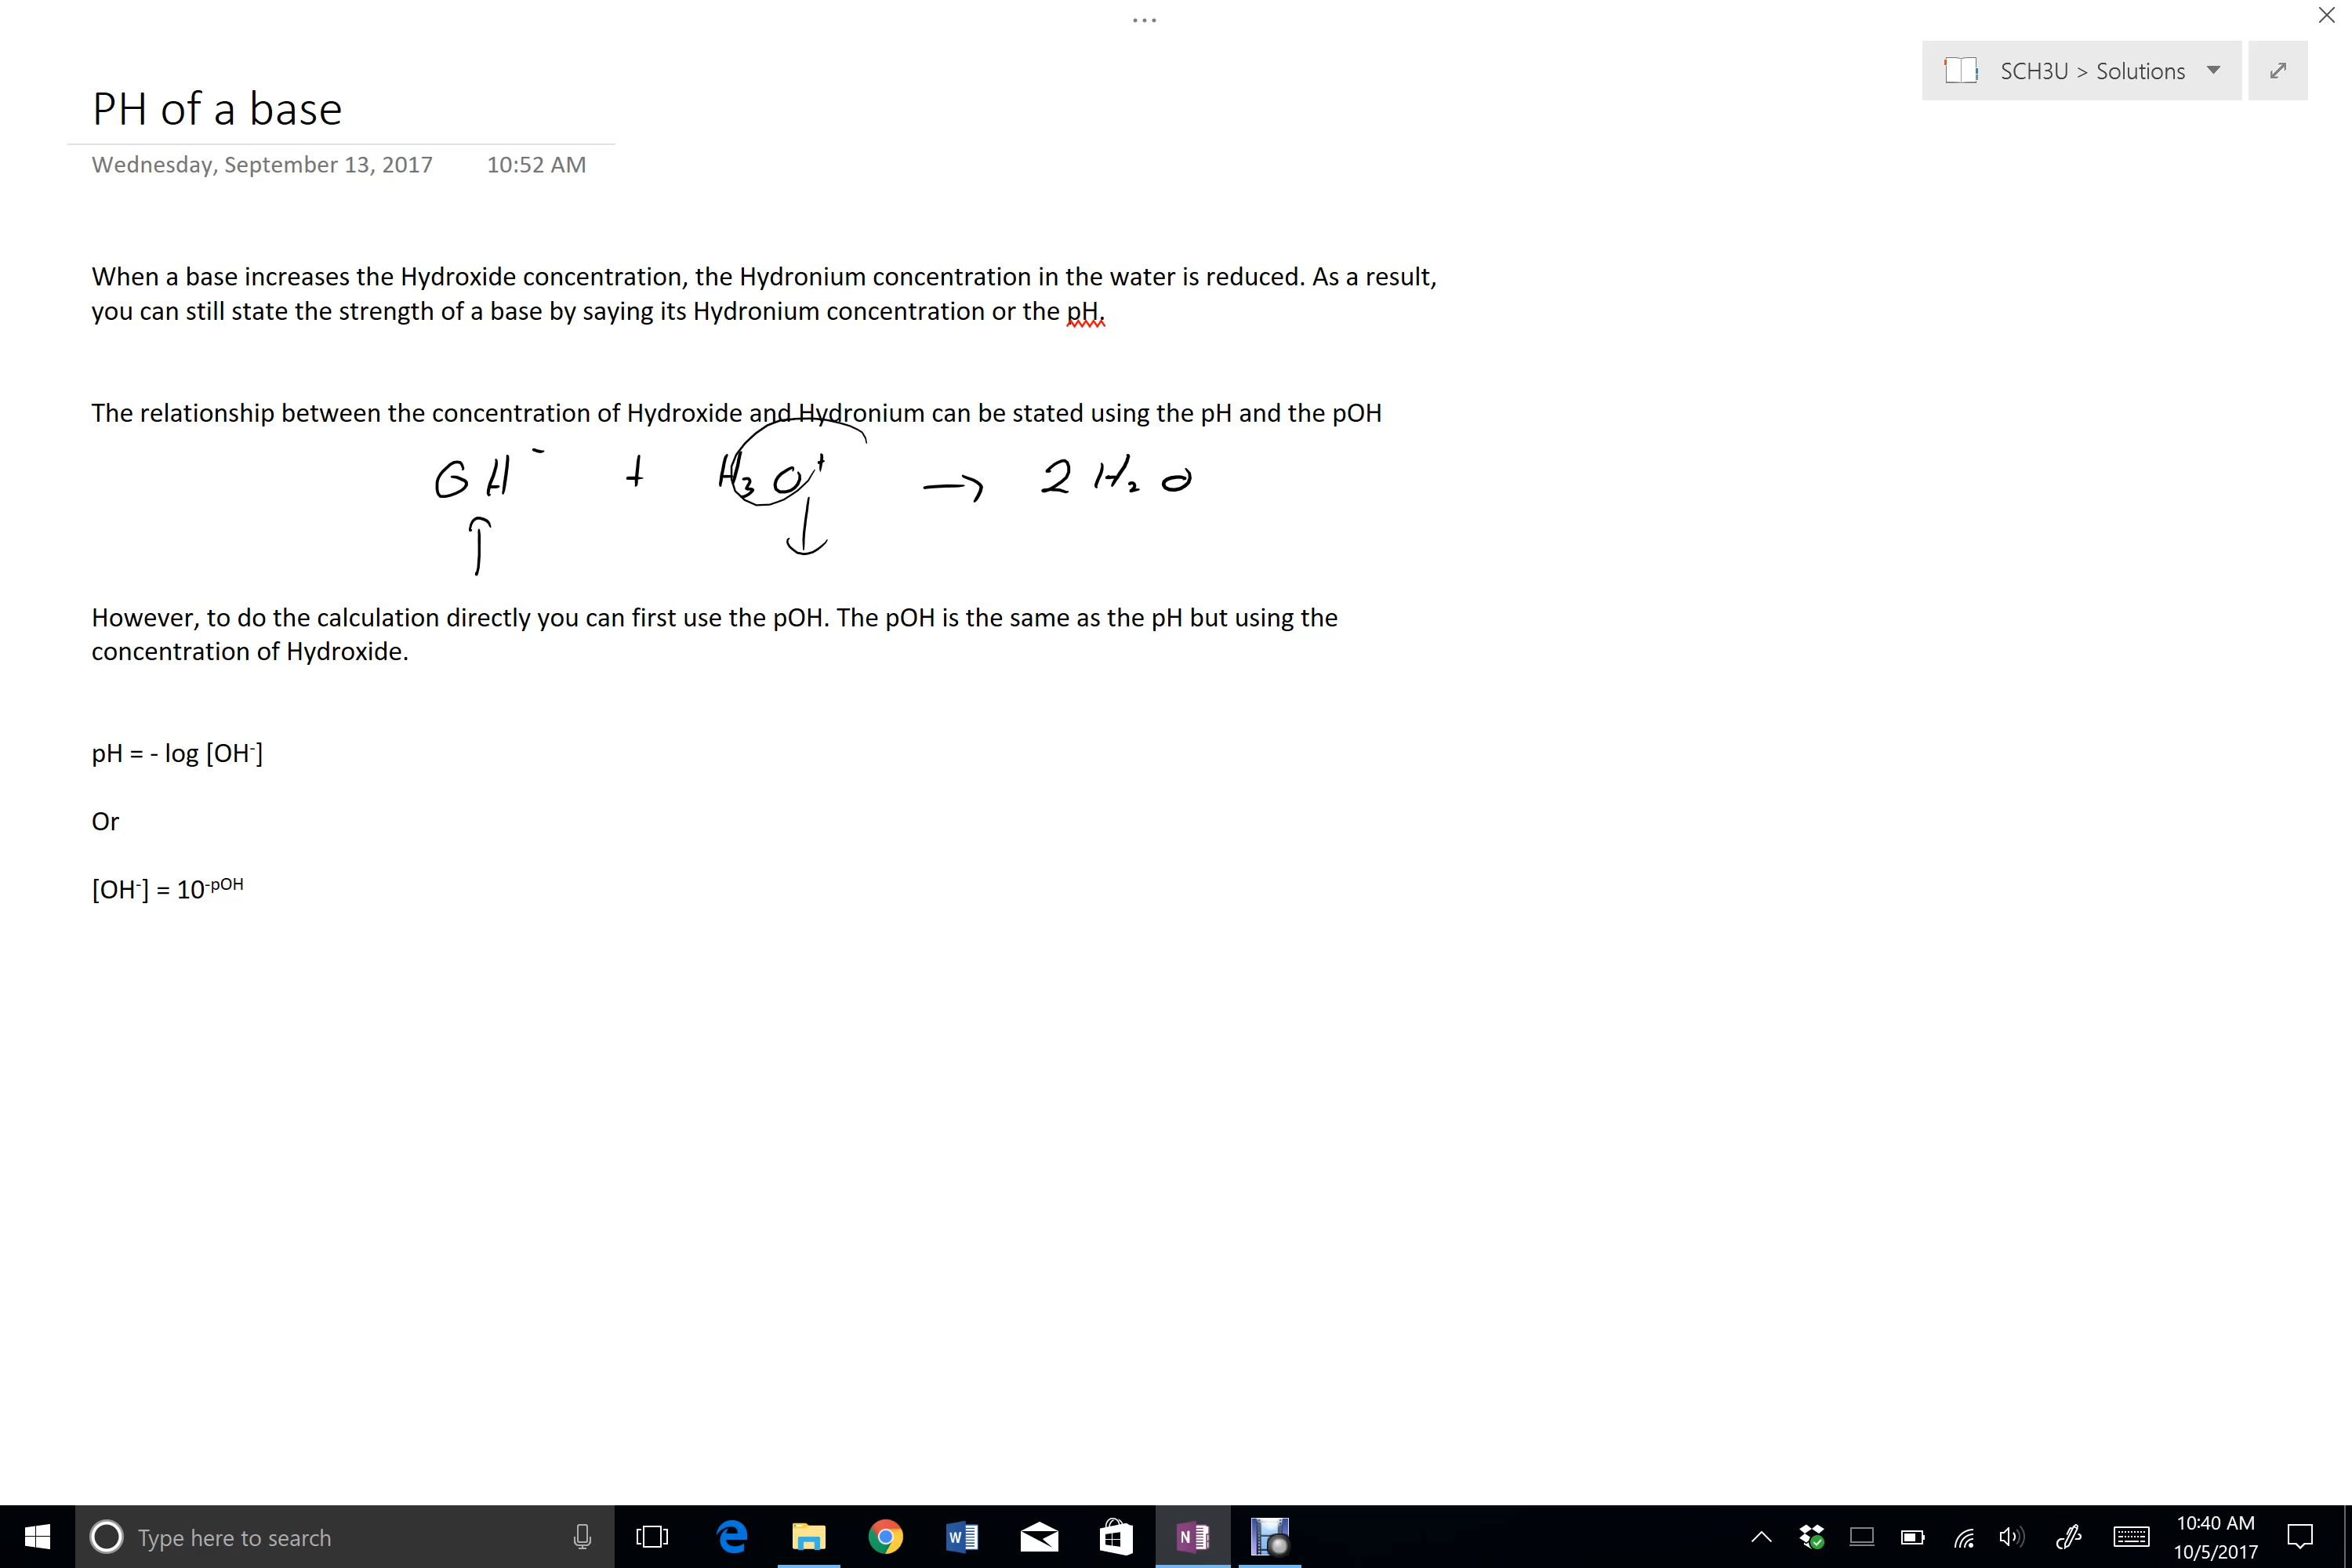 SCH3U > Solutions
PH of a base
Wednesday, September 13, 2017 10:52 AM
When a base increases the Hydroxide concentration, the Hydronium concentration in the water is reduced. As a result,
you can still state the strength of a base by saying its Hydronium concentration or the pH.
The relationship between the concentration of Hydroxide and Hydronium can be stated using the pH and the pOH
OH⁻ + H₃O⁺ → 2 H₂O
↑ ↓
However, to do the calculation directly you can first use the pOH. The pOH is the same as the pH but using the
concentration of Hydroxide.
pH = - log [OH⁻]
Or
[OH⁻] = 10⁻ᵖᴼᴴ
Type here to search
10:40 AM
10/5/2017